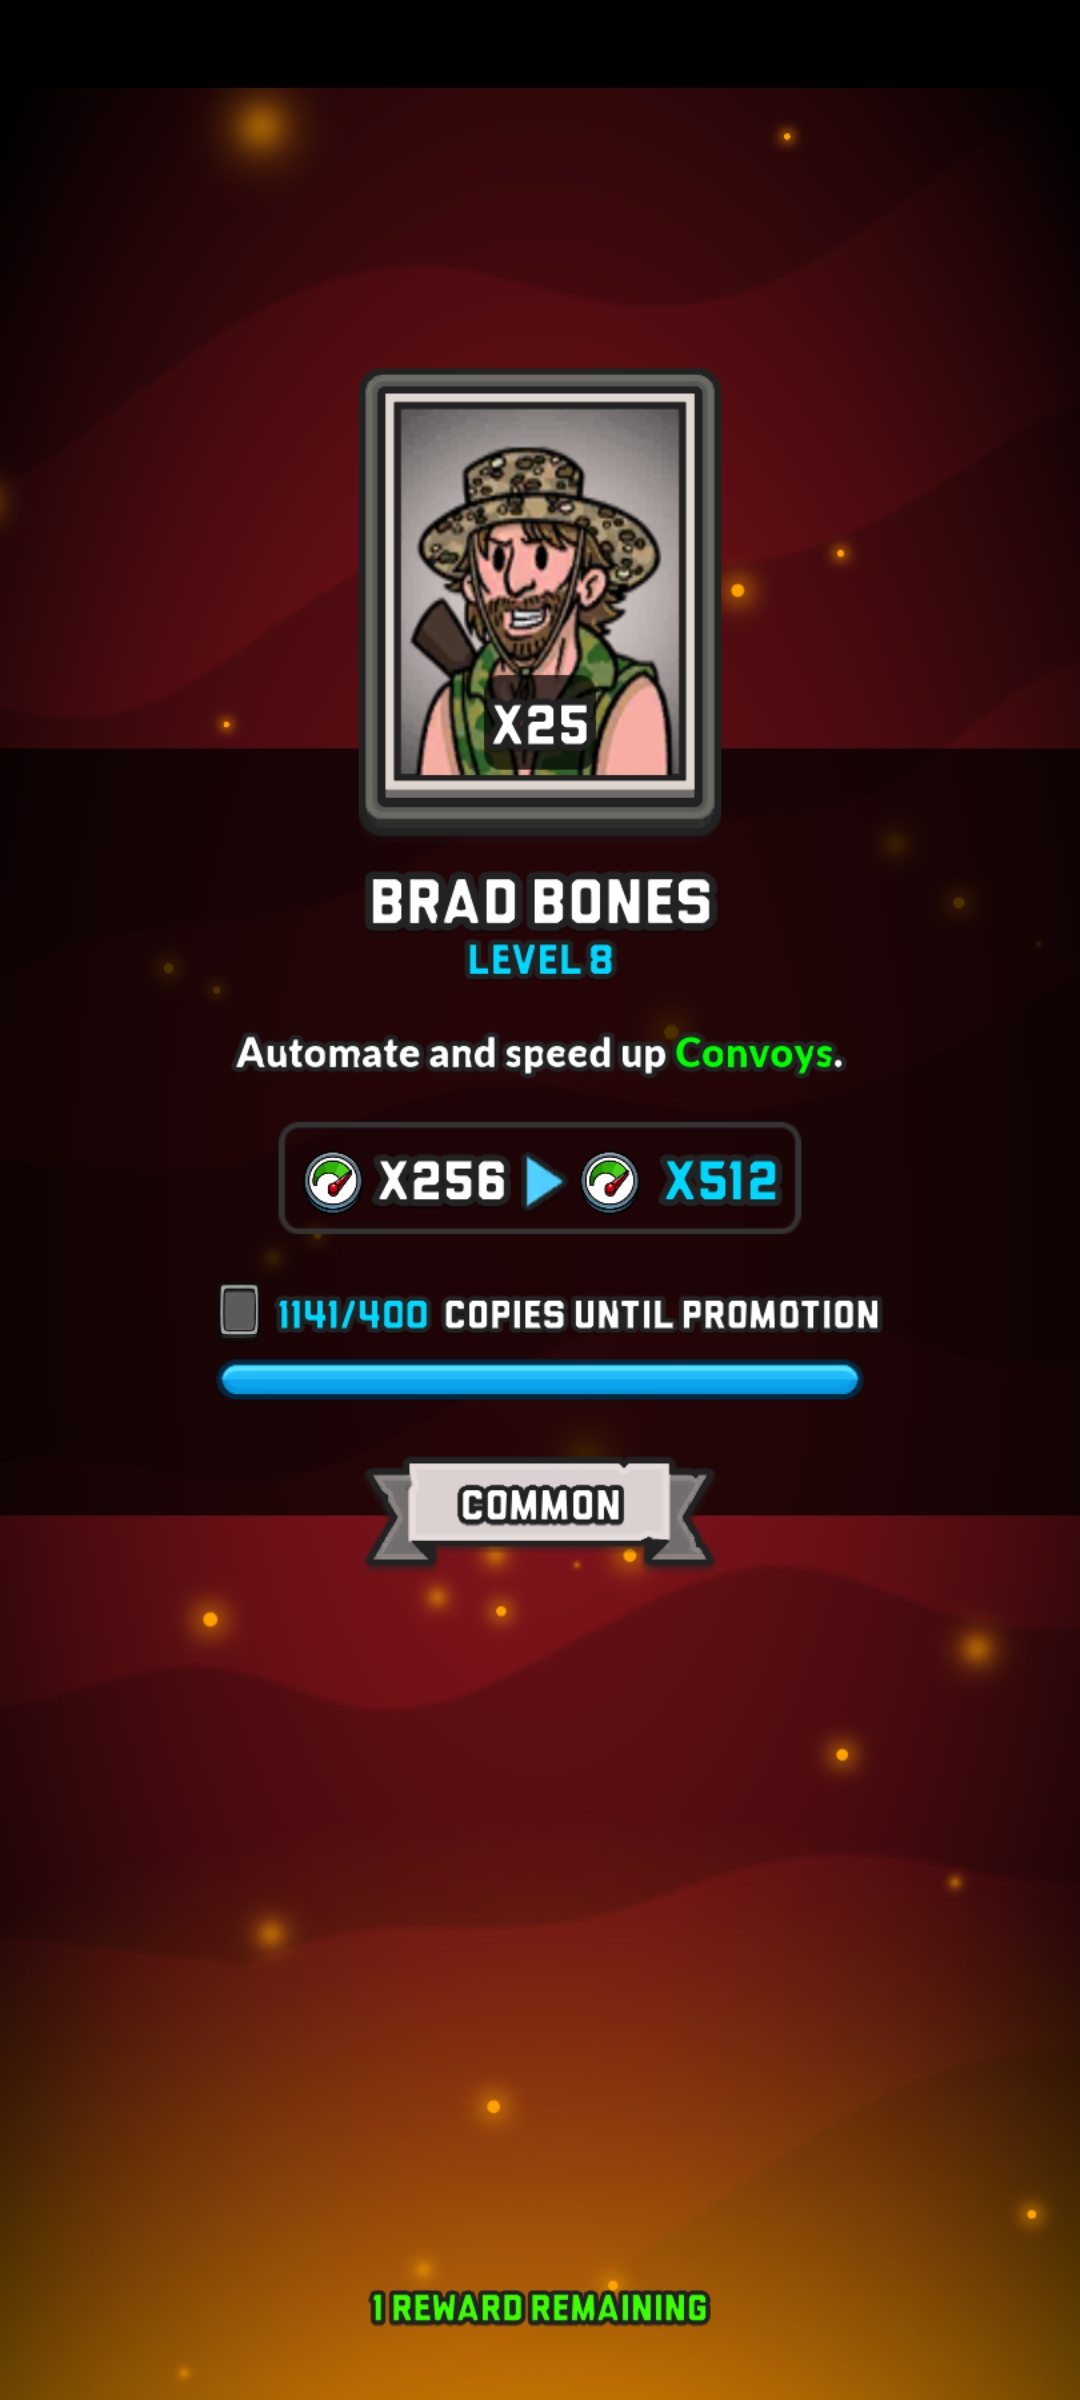 X25
BRAD BONES
LEVEL 8
Automate and speed up Convoys.
X256 X512
1141/400 COPIES UNTIL PROMOTION
COMMON
1 REWARD REMAINING